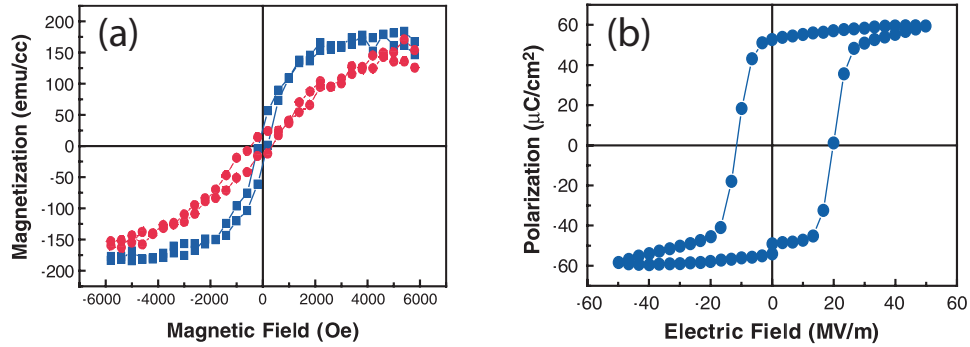 (a)
Magnetization (emu/cc)
200
150
100
50
0
-50
-100
-150
-200
-6000 -4000 -2000 0 2000 4000 6000
Magnetic Field (Oe)
(b)
Polarization (μC/cm²)
60
40
20
0
-20
-40
-60
-60 -40 -20 0 20 40 60
Electric Field (MV/m)